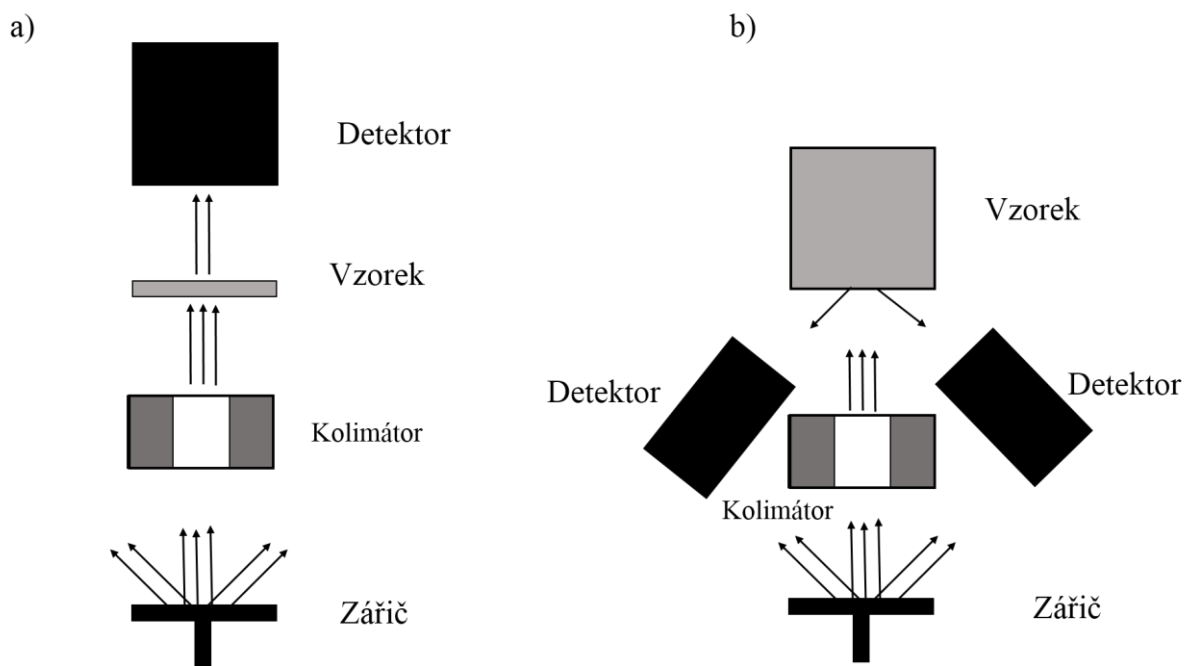 a)
Detektor
Vzorek
Kolimátor
Zářič
b)
Vzorek
Detektor
Detektor
Kolimátor
Zářič